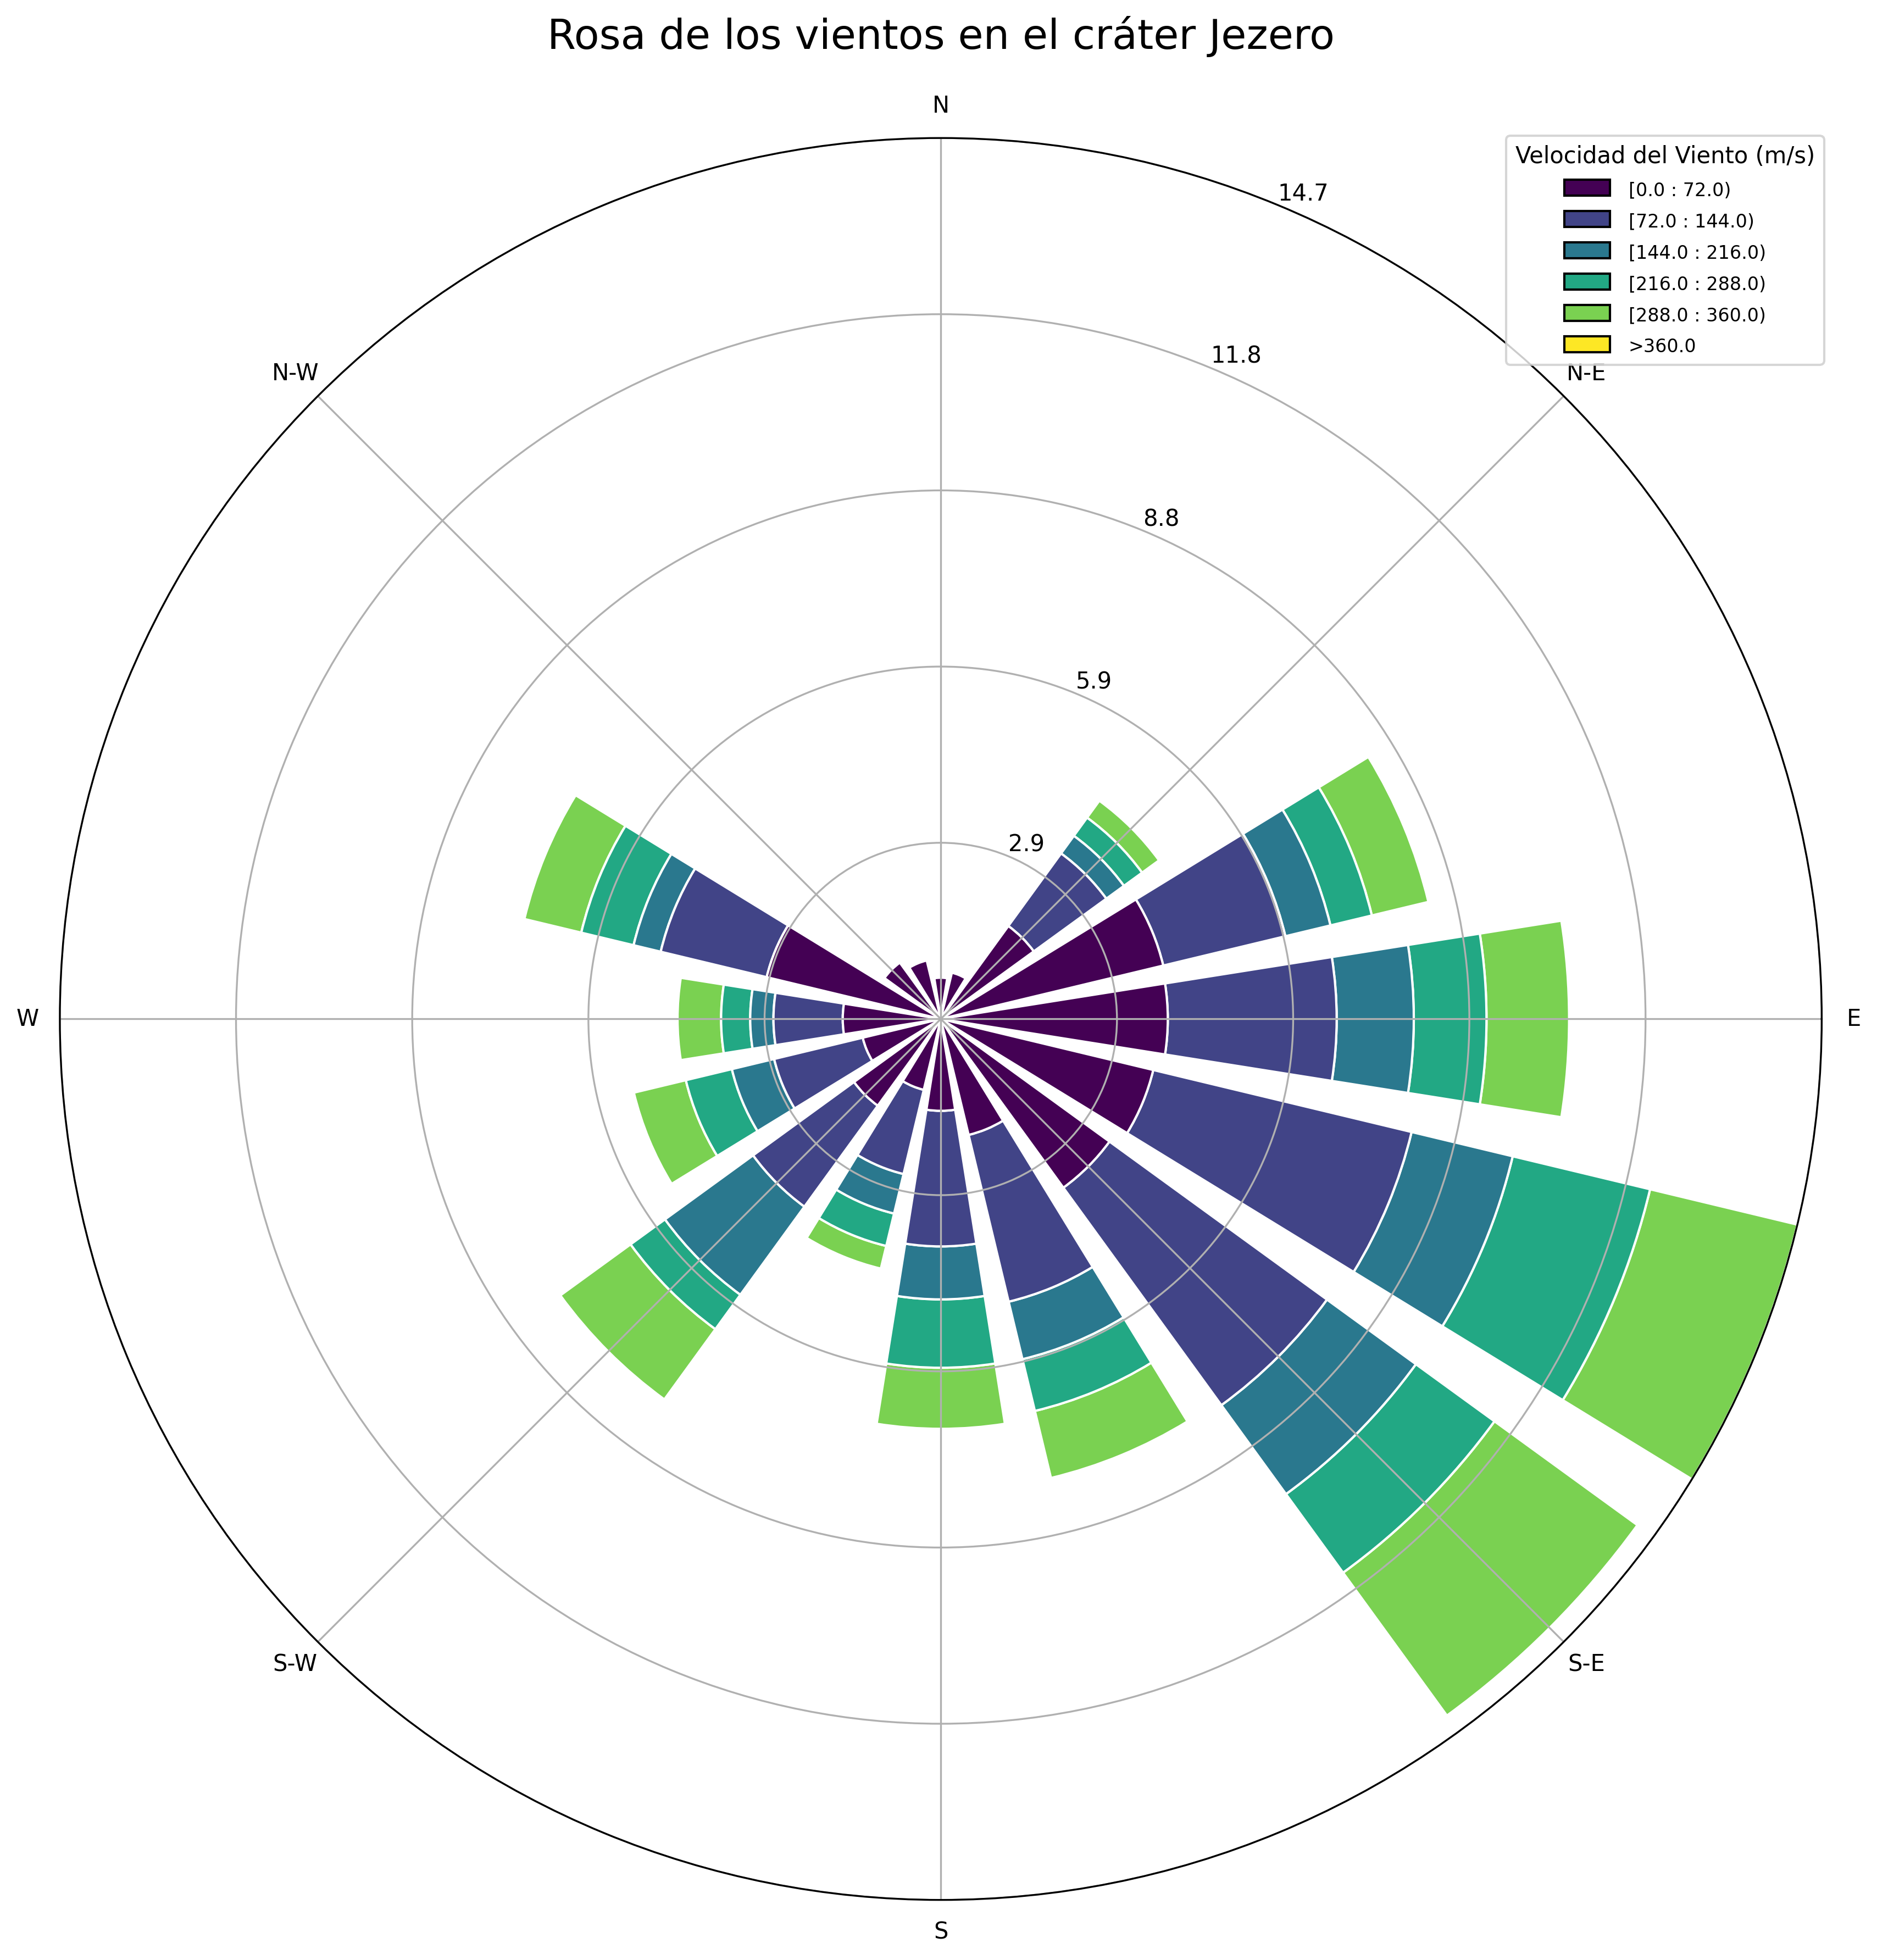 Rosa de los vientos en el cráter Jezero
N
Velocidad del Viento (m/s)
[0.0 : 72.0)
[72.0 : 144.0)
[144.0 : 216.0)
[216.0 : 288.0)
[288.0 : 360.0)
>360.0
14.7
11.8
N-W
N-E
8.8
5.9
2.9
W
E
S-W
S-E
S